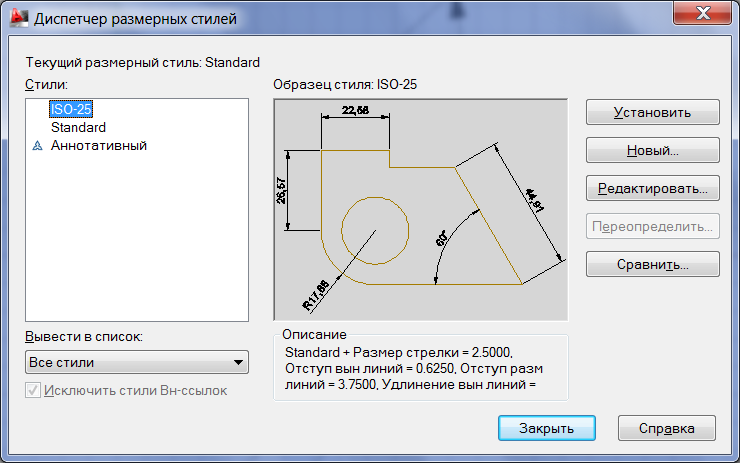 Диспетчер размерных стилей
Текущий размерный стиль: Standard
Стили:
ISO-25
Standard
Аннотативный
Вывести в список:
Все стили
Исключить стили Вн-ссылок
Образец стиля: ISO-25
22,68
26,57
44,91
60°
R17,88
Описание
Standard + Размер стрелки = 2.5000,
Отступ вын линий = 0.6250, Отступ разм
линий = 3.7500, Удлинение вын линий =
Установить
Новый...
Редактировать...
Переопределить...
Сравнить...
Закрыть
Справка